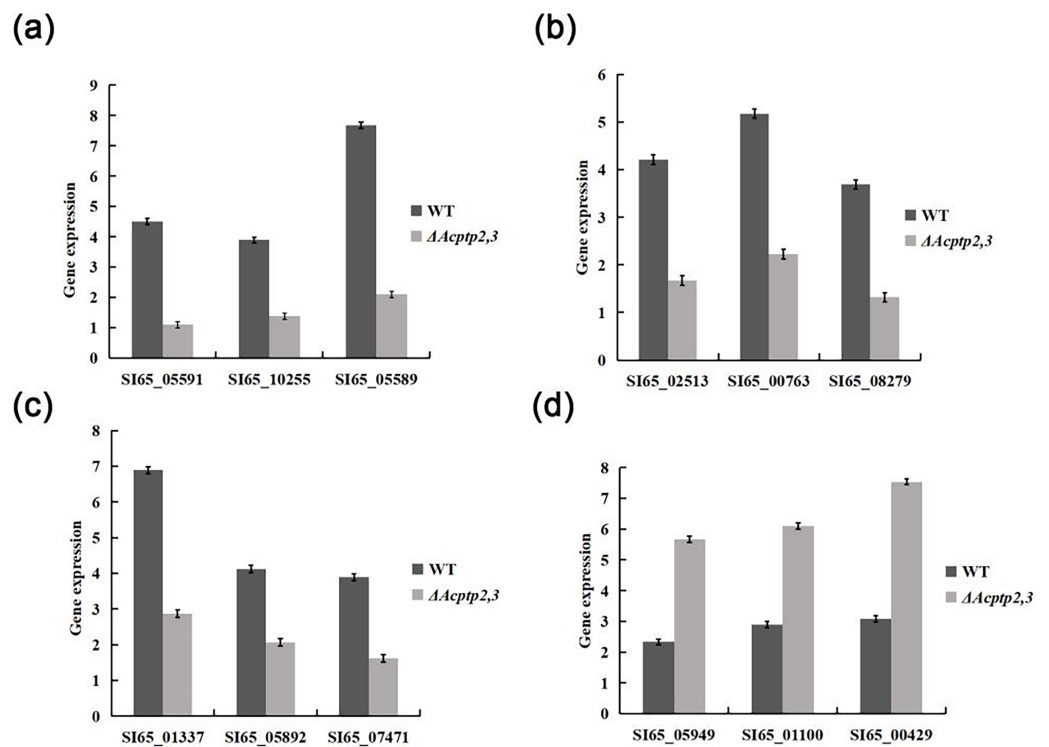 (a)
9
8
7
6
5
4
3
2
1
0
Gene expression
SI65_05591 SI65_10255 SI65_05589
WT
ΔAcptp2,3
(b)
6
5
4
3
2
1
0
Gene expression
SI65_02513 SI65_00763 SI65_08279
WT
ΔAcptp2,3
(c)
8
7
6
5
4
3
2
1
0
Gene expression
SI65_01337 SI65_05892 SI65_07471
WT
ΔAcptp2,3
(d)
8
7
6
5
4
3
2
1
0
Gene expression
SI65_05949 SI65_01100 SI65_00429
WT
ΔAcptp2,3